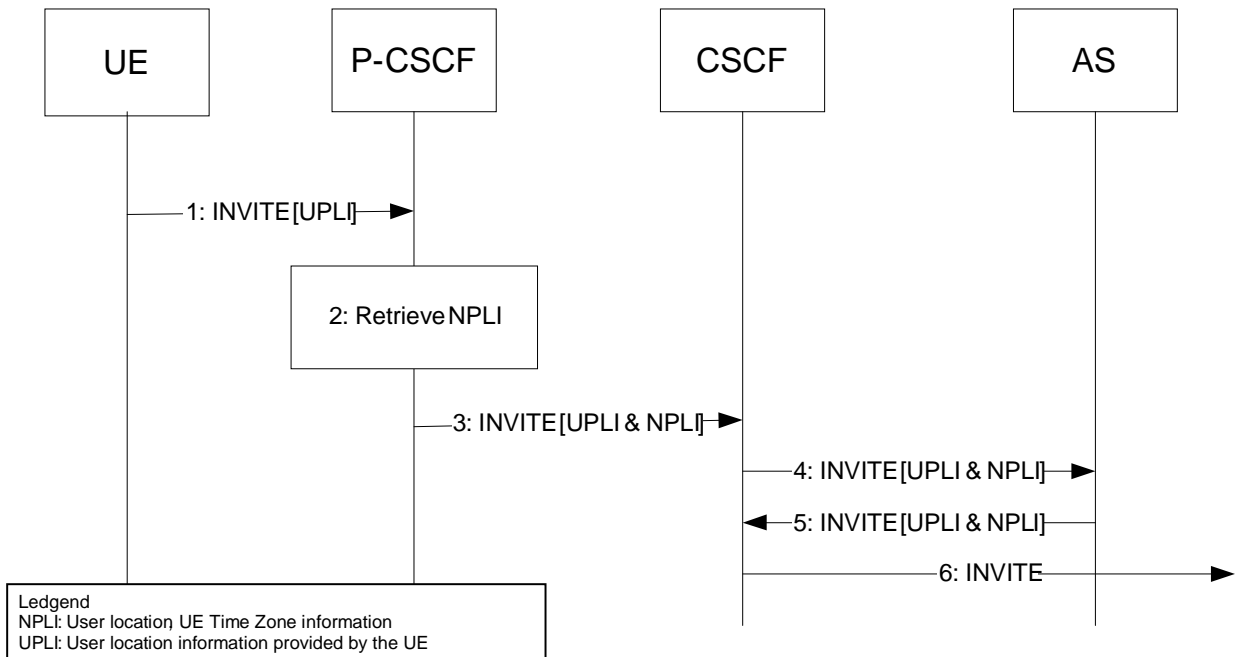 UE
P-CSCF
CSCF
AS
1: INVITE[UPLI]
2: Retrieve NPLI
3: INVITE[UPLI & NPLI]
4: INVITE[UPLI & NPLI]
5: INVITE[UPLI & NPLI]
6: INVITE
Ledgend
NPLI: User location, UE Time Zone information
UPLI: User location information provided by the UE